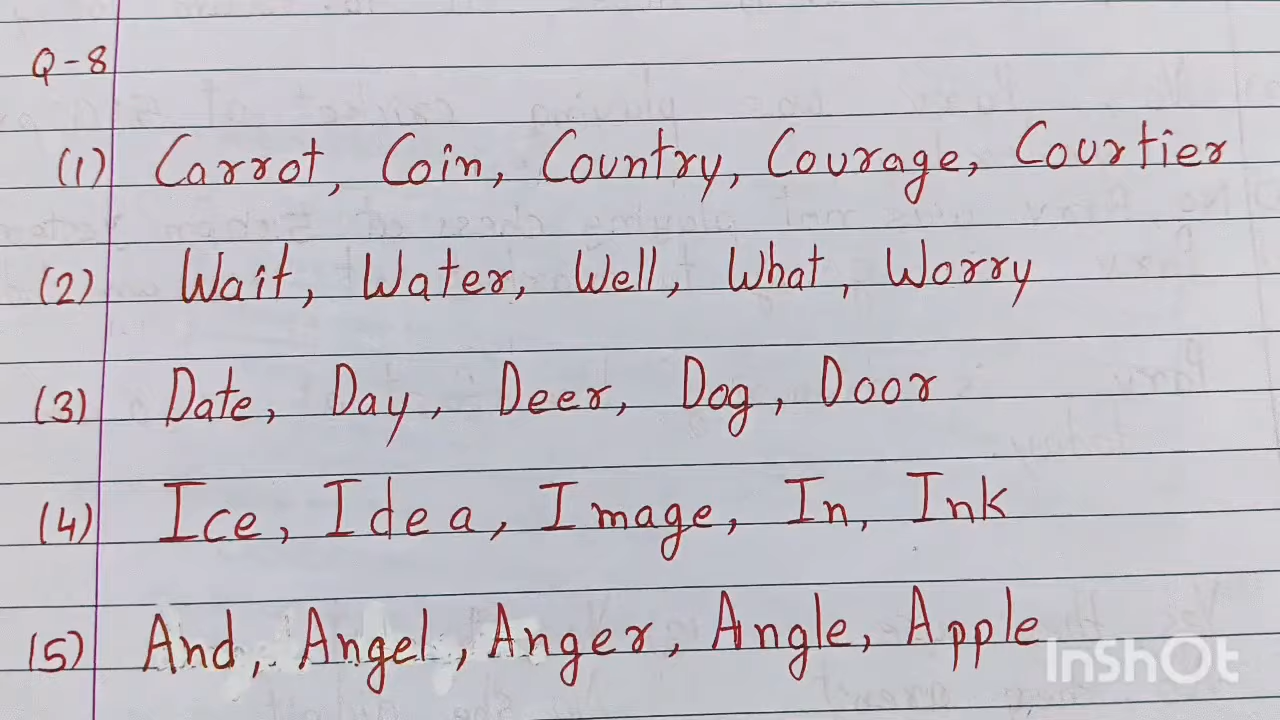 Q-8
(1) Carrot, Coin, Country, Courage, Courtier
(2) Wait, Water, Well, What, Worry
(3) Date, Day, Deer, Dog, Door
(4) Ice, Idea, Image, In, Ink
(5) And, Angel, Anger, Angle, Apple
InShOt